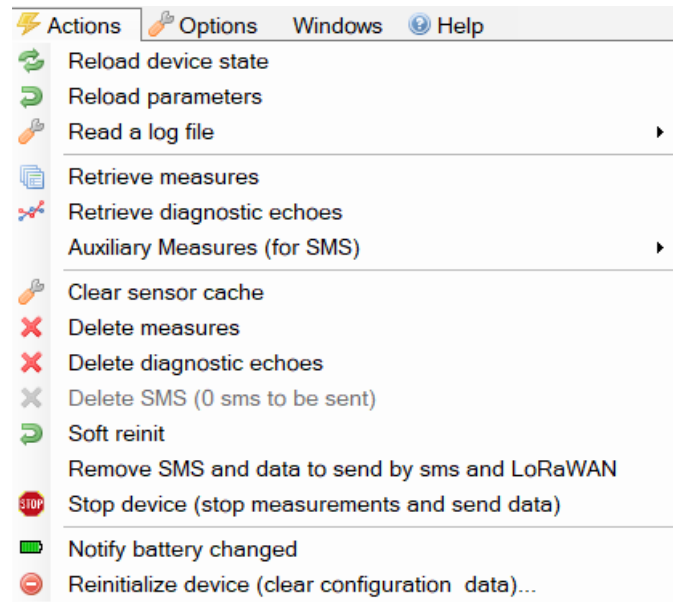 Actions Options Windows Help
Reload device state
Reload parameters
Read a log file
Retrieve measures
Retrieve diagnostic echoes
Auxiliary Measures (for SMS)
Clear sensor cache
Delete measures
Delete diagnostic echoes
Delete SMS (0 sms to be sent)
Soft reinit
Remove SMS and data to send by sms and LoRaWAN
STOP Stop device (stop measurements and send data)
Notify battery changed
Reinitialize device (clear configuration  data)...